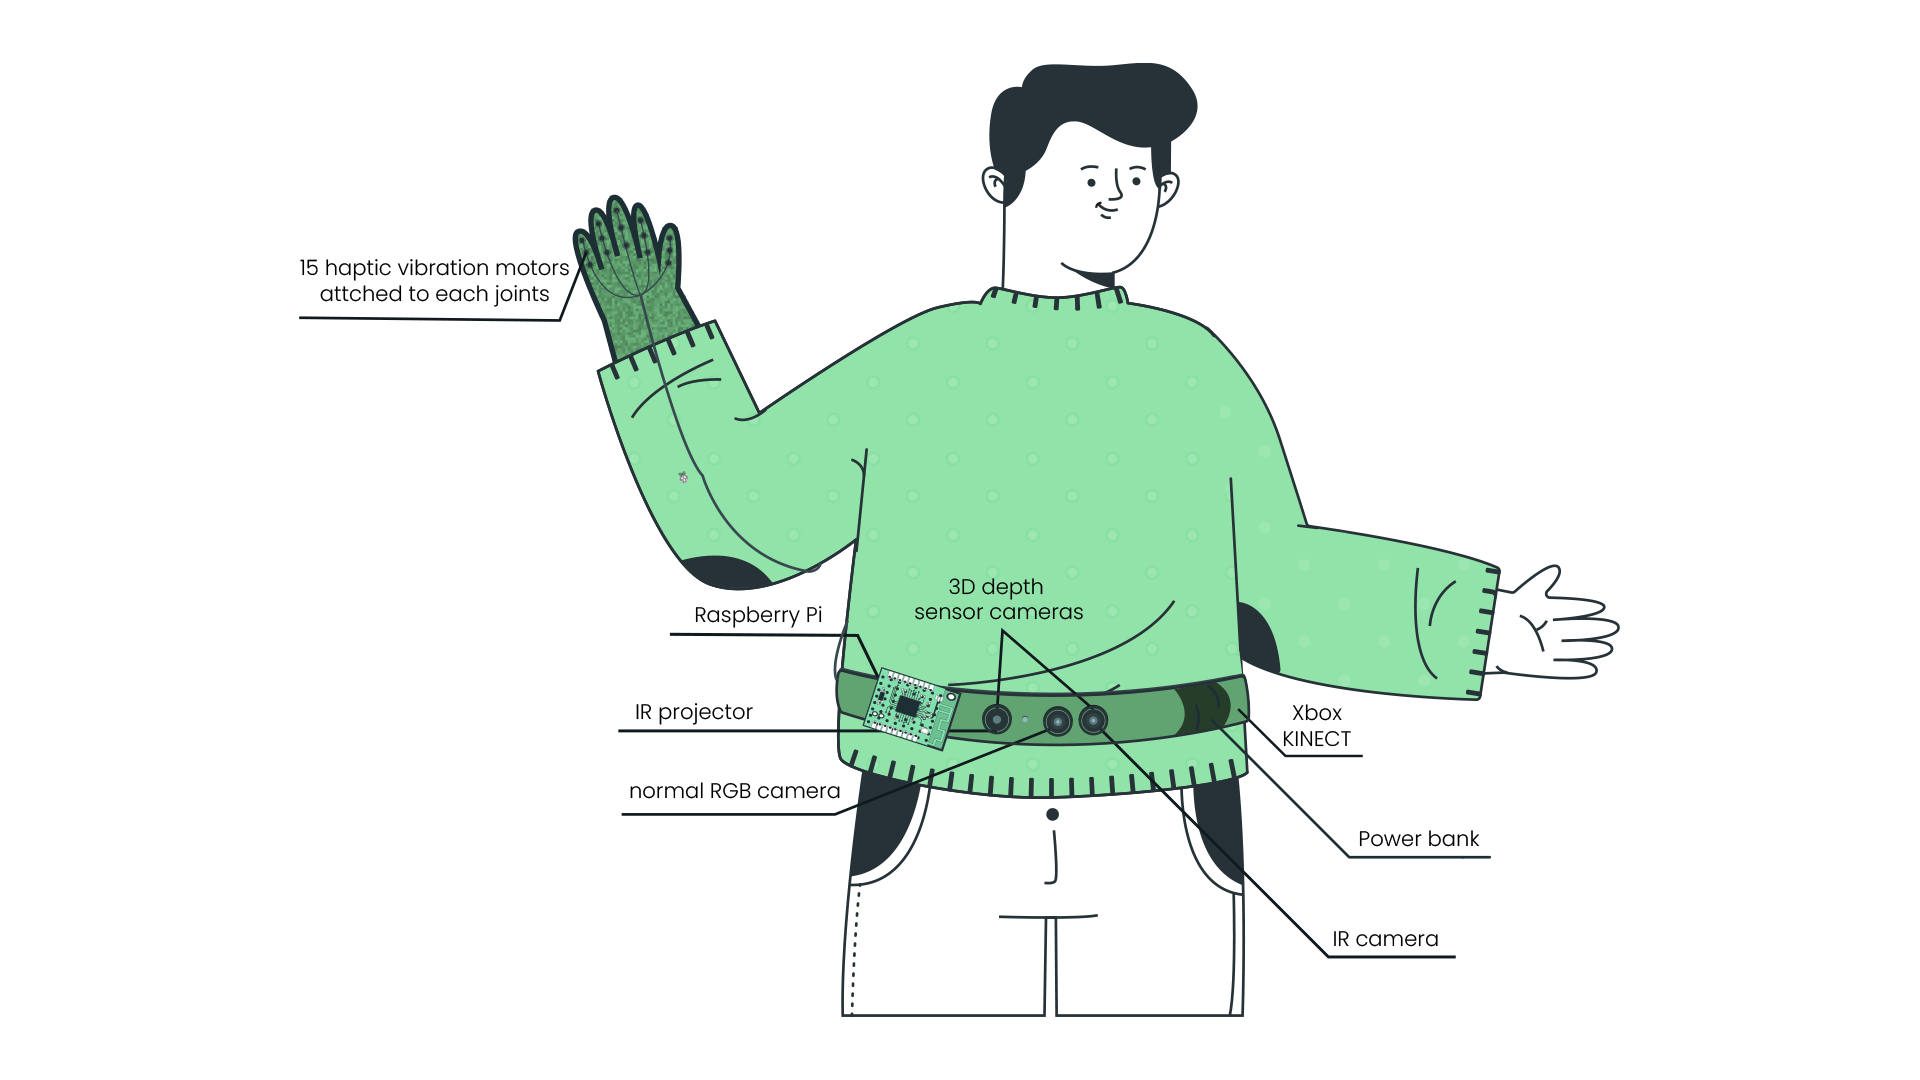 15 haptic vibration motors
attched to each joints
3D depth
sensor cameras
Raspberry Pi
IR projector
Xbox
KINECT
normal RGB camera
Power bank
IR camera